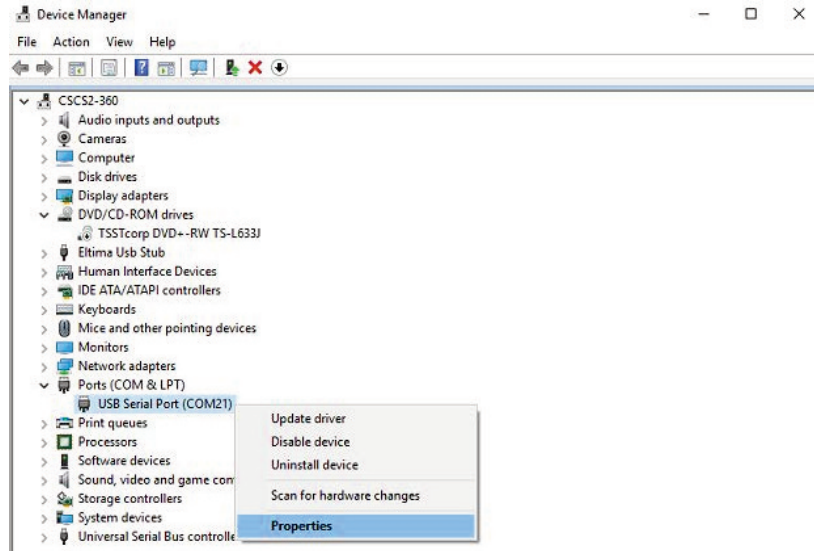 Device Manager
File Action View Help
CSCS2-360
Audio inputs and outputs
Cameras
Computer
Disk drives
Display adapters
DVD/CD-ROM drives
TSSTcorp DVD+-RW TS-L633J
Eltima Usb Stub
Human Interface Devices
IDE ATA/ATAPI controllers
Keyboards
Mice and other pointing devices
Monitors
Network adapters
Ports (COM & LPT)
USB Serial Port (COM21)
Print queues
Processors
Software devices
Sound, video and game con
Storage controllers
System devices
Universal Serial Bus controlle
Update driver
Disable device
Uninstall device
Scan for hardware changes
Properties